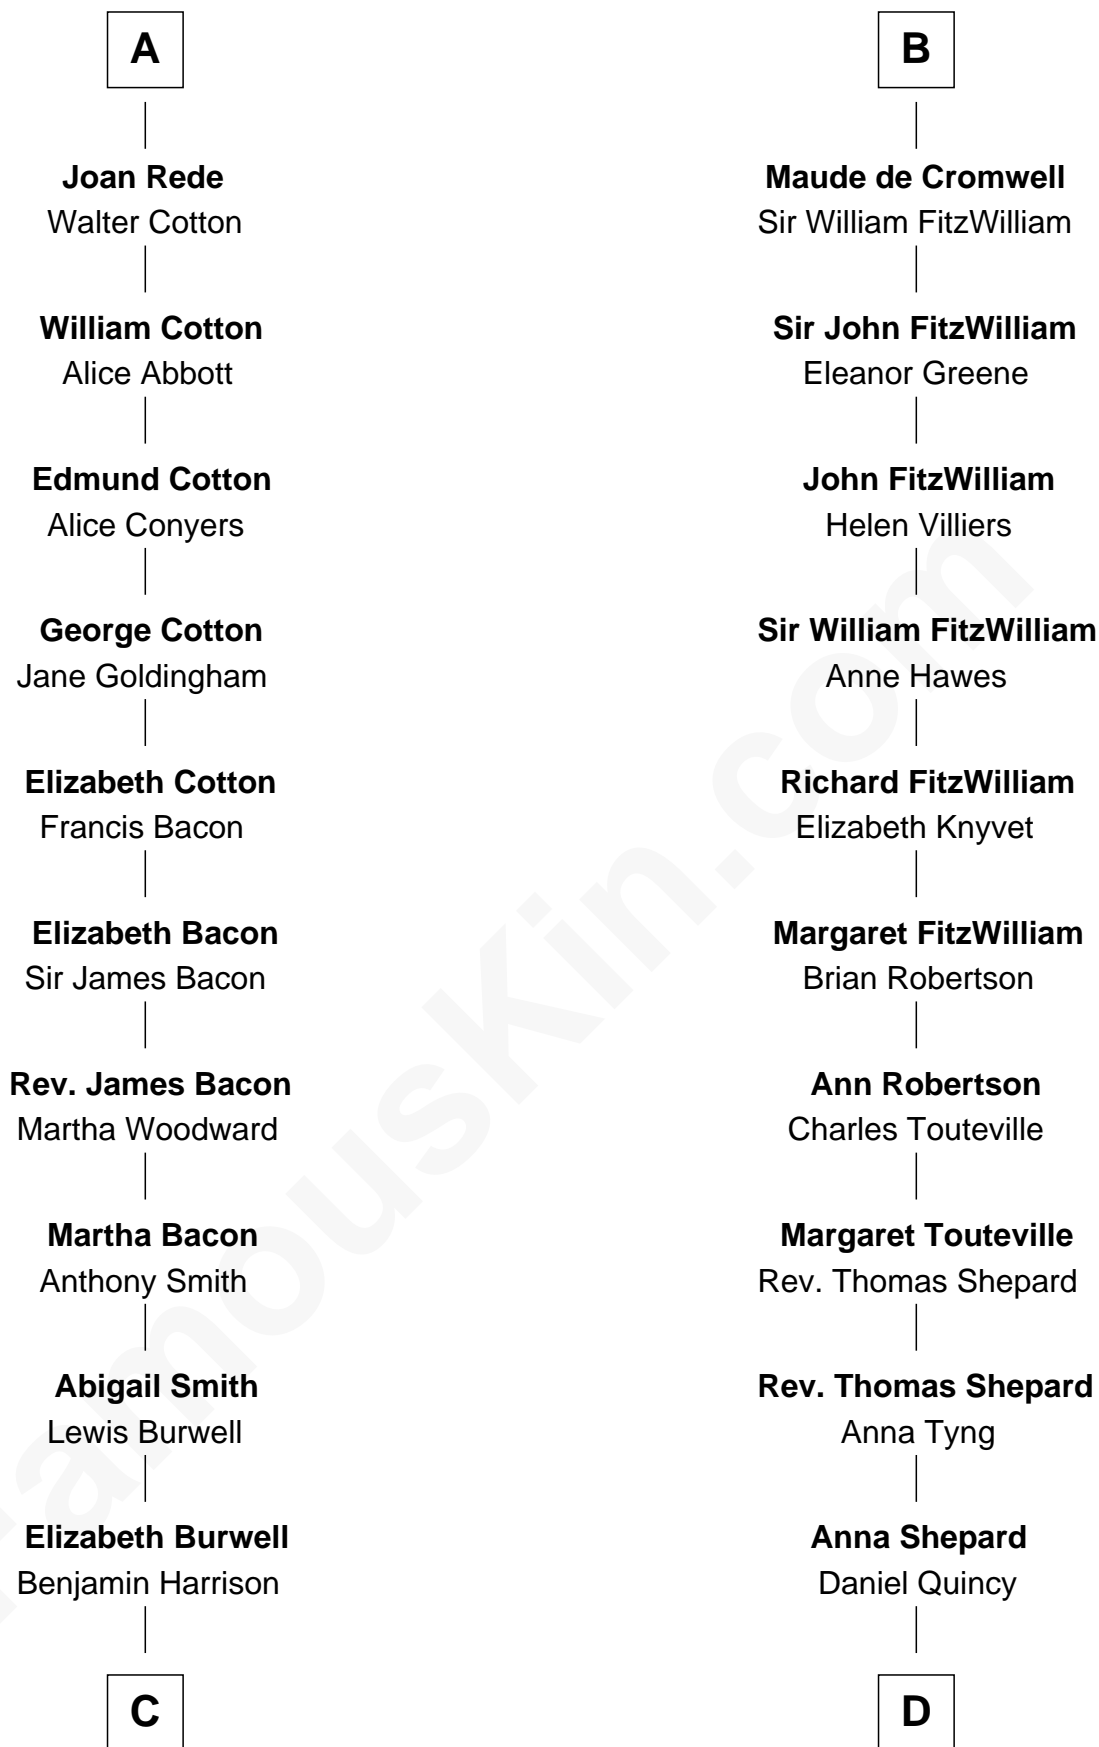 A
Joan Rede
Walter Cotton
William Cotton
Alice Abbott
Edmund Cotton
Alice Conyers
George Cotton
Jane Goldingham
Elizabeth Cotton
Francis Bacon
Elizabeth Bacon
Sir James Bacon
Rev. James Bacon
Martha Woodward
Martha Bacon
Anthony Smith
Abigail Smith
Lewis Burwell
Elizabeth Burwell
Benjamin Harrison
C
B
Maude de Cromwell
Sir William FitzWilliam
Sir John FitzWilliam
Eleanor Greene
John FitzWilliam
Helen Villiers
Sir William FitzWilliam
Anne Hawes
Richard FitzWilliam
Elizabeth Knyvet
Margaret FitzWilliam
Brian Robertson
Ann Robertson
Charles Touteville
Margaret Touteville
Rev. Thomas Shepard
Rev. Thomas Shepard
Anna Tyng
Anna Shepard
Daniel Quincy
D
FamousKin.com